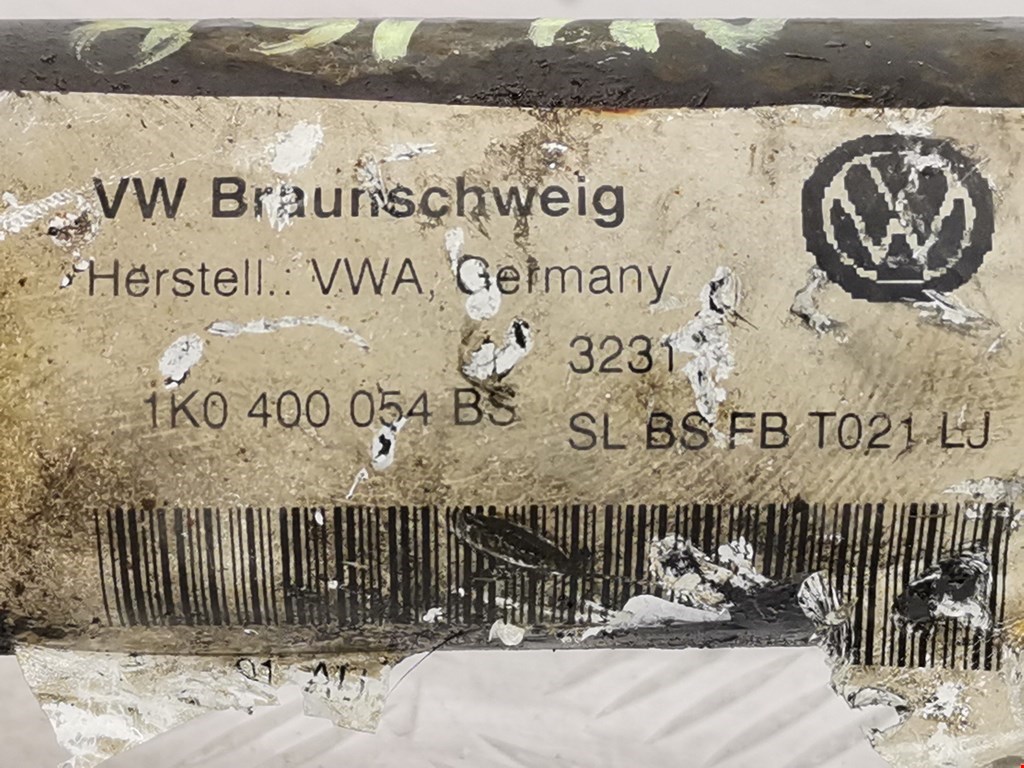 VW Braunschweig
Herstell.: VWA, Germany
3231
1K0 400 054 BS
SL BS FB T021 LJ